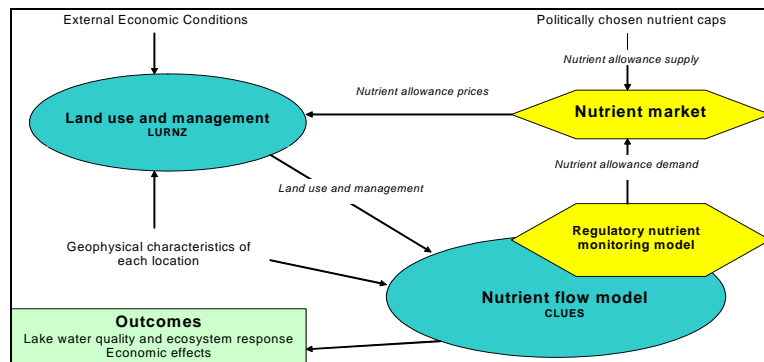 External Economic Conditions
Politically chosen nutrient caps
Nutrient allowance supply
Nutrient allowance prices
Land use and management
LURNZ
Nutrient market
Nutrient allowance demand
Land use and management
Regulatory nutrient
monitoring model
Geophysical characteristics of
each location
Nutrient flow model
CLUES
Outcomes
Lake water quality and ecosystem response
Economic effects